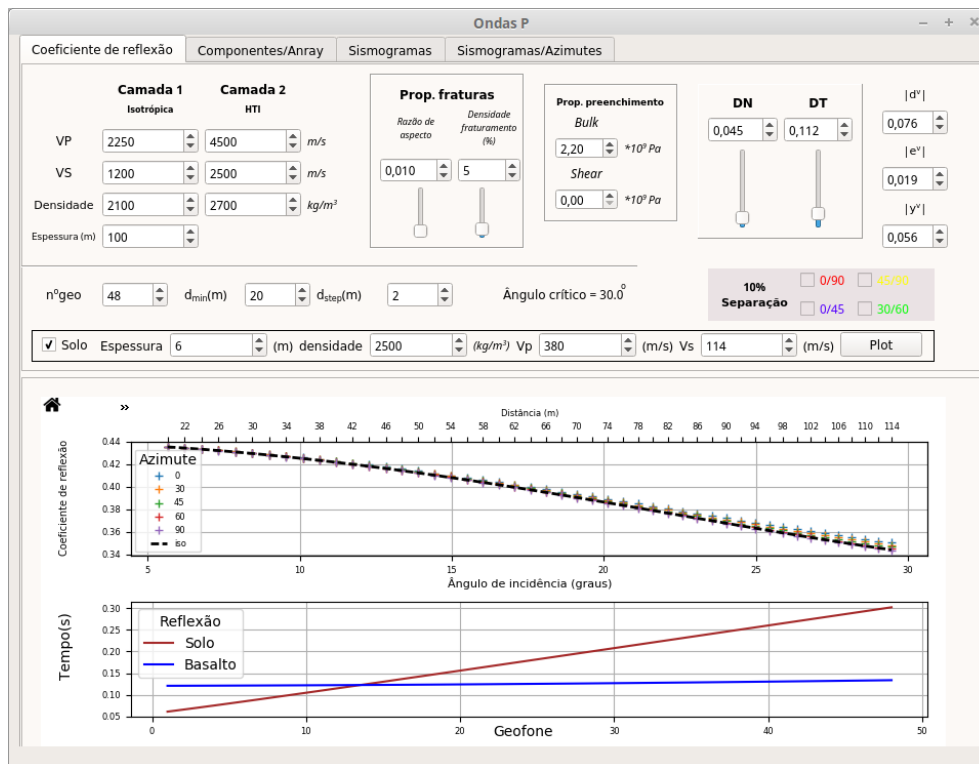 Ondas P
Coeficiente de reflexão Componentes/Anray Sismogramas Sismogramas/Azimutes
Camada 1 Camada 2
Isotrópica HTI
VP 2250 4500 m/s
VS 1200 2500 m/s
Densidade 2100 2700 kg/m³
Espessura (m) 100
Prop. fraturas
Razão de aspecto Densidade fraturamento (%)
0,010 5
Prop. preenchimento
Bulk
2,20 *10⁹ Pa
Shear
0,00 *10⁹ Pa
DN DT
0,045 0,112
|dᵛ|
0,076
|eᵛ|
0,019
|yᵛ|
0,056
nºgeo 48 dmin(m) 20 dstep(m) 2 Ângulo crítico = 30.0⁰
10% Separação
0/90 45/90
0/45 30/60
Solo Espessura 6 (m) densidade 2500 (kg/m³) Vp 380 (m/s) Vs 114 (m/s) Plot
»
Distância (m)
22 26 30 34 38 42 46 50 54 58 62 66 70 74 78 82 86 90 94 98 102 106 110 114
Coeficiente de reflexão
0.44
0.42
0.40
0.38
0.36
0.34
Azimute
0
30
45
60
90
iso
5 10 15 20 25 30
Ângulo de incidência (graus)
Tempo(s)
0.30
0.25
0.20
0.15
0.10
0.05
Reflexão
Solo
Basalto
0 10 20 30 40 50
Geofone